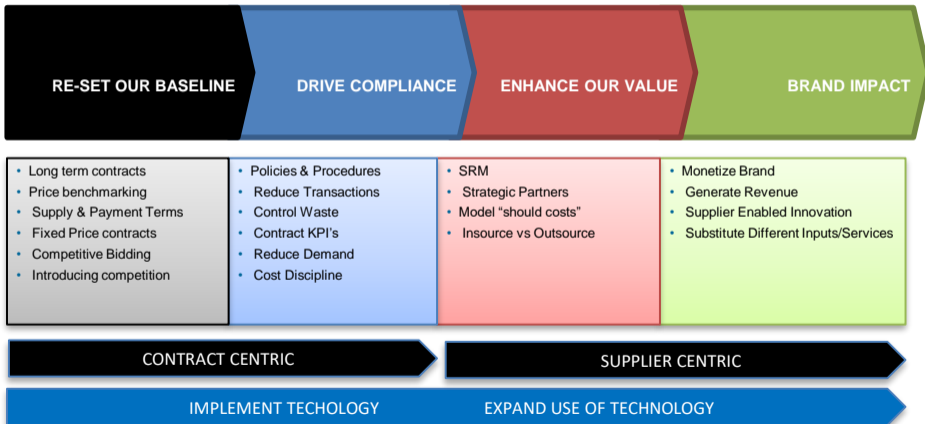 RE-SET OUR BASELINE
DRIVE COMPLIANCE
ENHANCE OUR VALUE
BRAND IMPACT
• Long term contracts
• Price benchmarking
• Supply & Payment Terms
• Fixed Price contracts
• Competitive Bidding
• Introducing competition
• Policies & Procedures
• Reduce Transactions
• Control Waste
• Contract KPI's
• Reduce Demand
• Cost Discipline
• SRM
• Strategic Partners
• Model “should costs”
• Insource vs Outsource
• Monetize Brand
• Generate Revenue
• Supplier Enabled Innovation
• Substitute Different Inputs/Services
CONTRACT CENTRIC
SUPPLIER CENTRIC
IMPLEMENT TECHOLOGY
EXPAND USE OF TECHNOLOGY